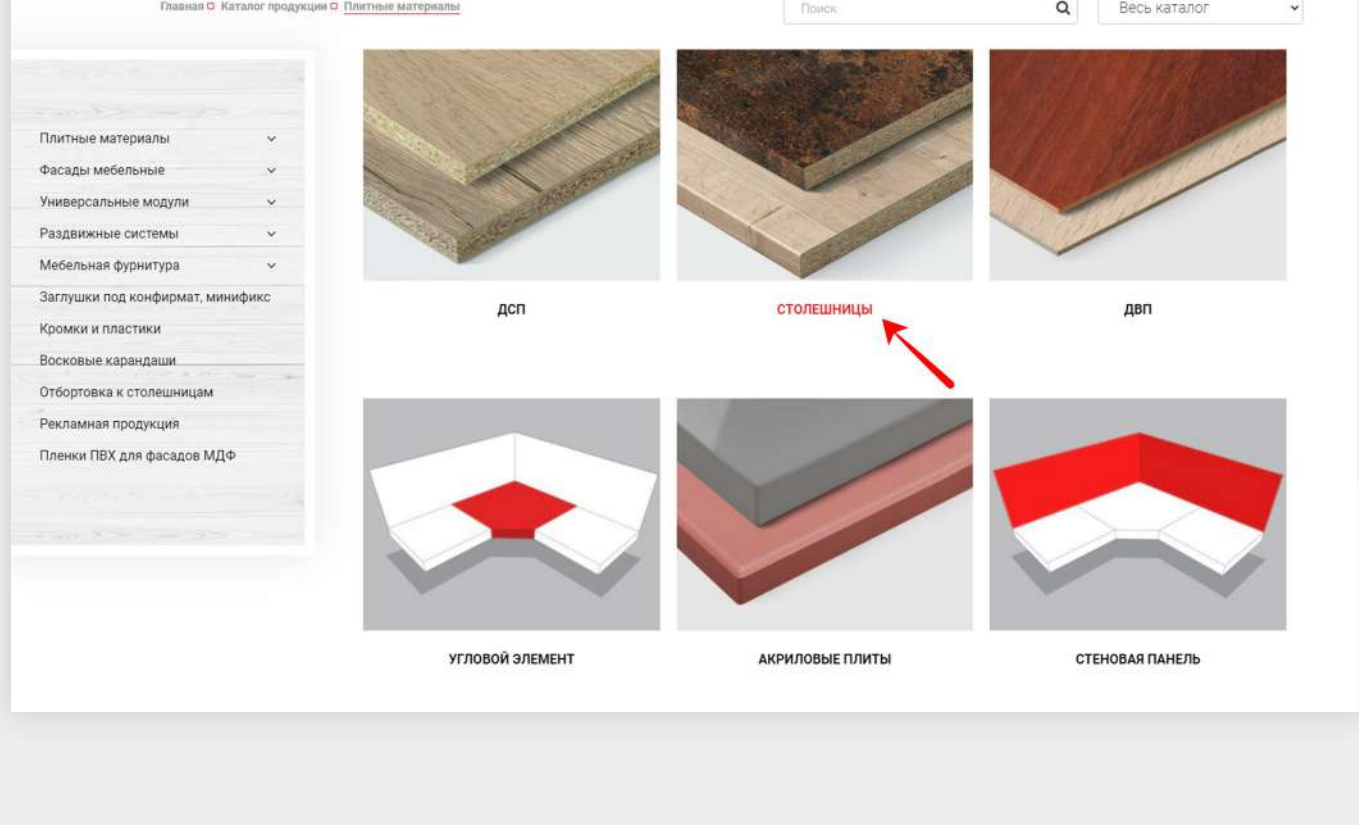 Главная Каталог продукции Плитные материалы
Поиск
Весь каталог
Плитные материалы
Фасады мебельные
Универсальные модули
Раздвижные системы
Мебельная фурнитура
Заглушки под конфирмат, минификс
Кромки и пластики
Восковые карандаши
Отбортовка к столешницам
Рекламная продукция
Пленки ПВХ для фасадов МДФ
ДСП
СТОЛЕШНИЦЫ
ДВП
УГЛОВОЙ ЭЛЕМЕНТ
АКРИЛОВЫЕ ПЛИТЫ
СТЕНОВАЯ ПАНЕЛЬ